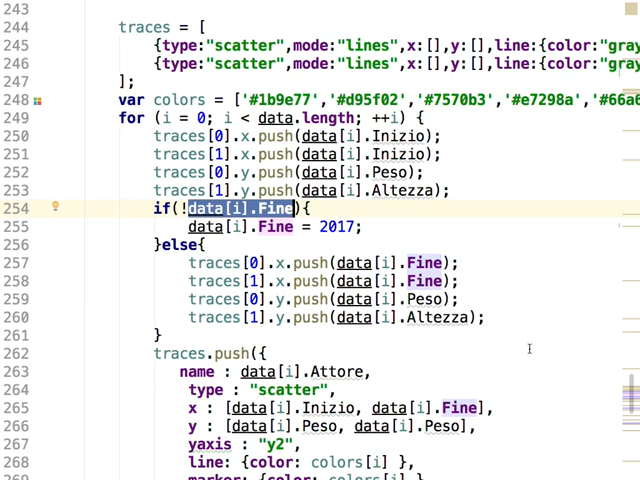 243
244 traces = [
245 {type:"scatter",mode:"lines",x:[],y:[],line:{color:"gray
246 {type:"scatter",mode:"lines",x:[],y:[],line:{color:"gray
247 ];
248 var colors = ['#1b9e77','#d95f02','#7570b3','#e7298a','#66a6
249 for (i = 0; i < data.length; ++i) {
250 traces[0].x.push(data[i].Inizio);
251 traces[1].x.push(data[i].Inizio);
252 traces[0].y.push(data[i].Peso);
253 traces[1].y.push(data[i].Altezza);
254 if(!data[i].Fine){
255 data[i].Fine = 2017;
256 }else{
257 traces[0].x.push(data[i].Fine);
258 traces[1].x.push(data[i].Fine);
259 traces[0].y.push(data[i].Peso);
260 traces[1].y.push(data[i].Altezza);
261 }
262 traces.push({
263 name : data[i].Attore,
264 type : "scatter",
265 x : [data[i].Inizio, data[i].Fine],
266 y : [data[i].Peso, data[i].Peso],
267 yaxis : "y2",
268 line: {color: colors[i] },
269 marker: {color: colors[i] },